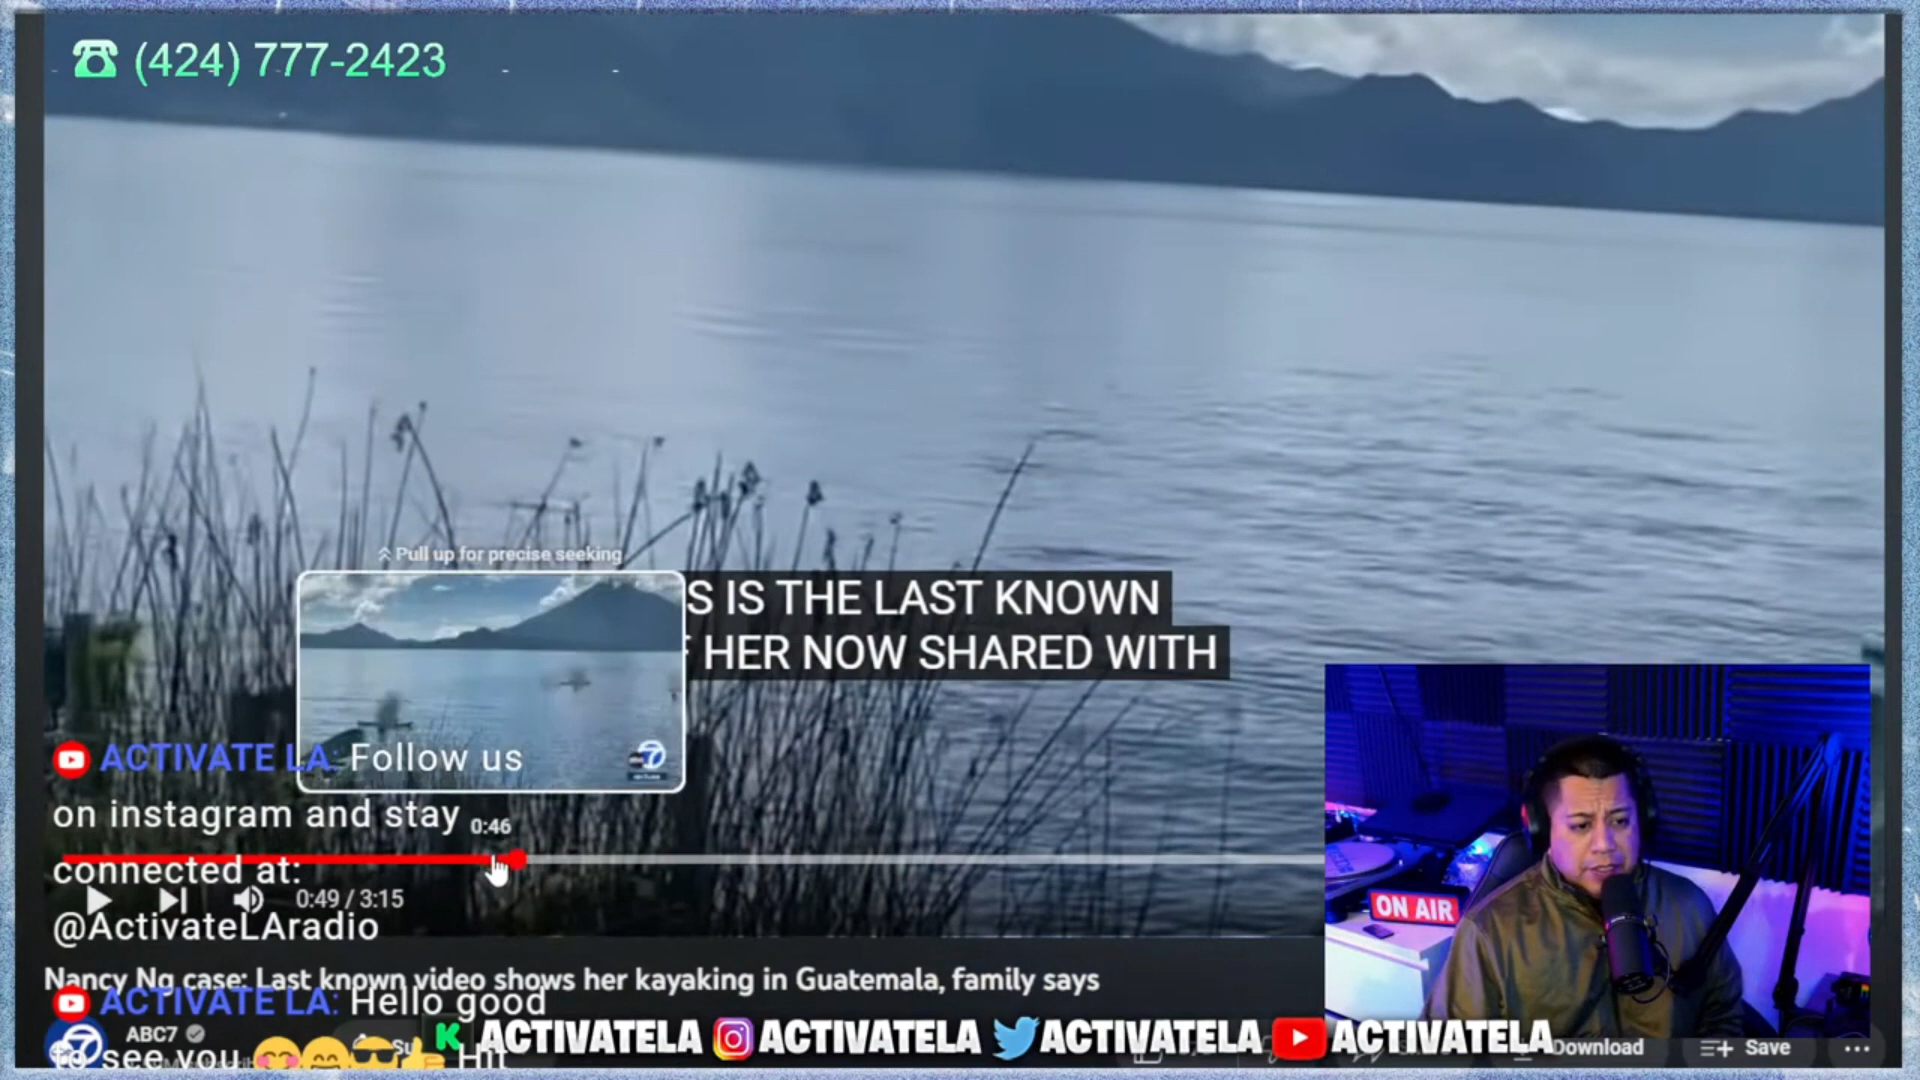 (424) 777-2423
Pull up for precise seeking
S IS THE LAST KNOWN
HER NOW SHARED WITH
ACTIVATE LA: Follow us
on instagram and stay
0:46
connected at:
0:49 / 3:15
@ActivateLAradio
Nancy Ng case: Last known video shows her kayaking in Guatemala, family says
ACTIVATE LA: Hello good
ABC7
to see you Hit
K ACTIVATELA ACTIVATELA ACTIVATELA ACTIVATELA
Download
Save
ON AIR
7